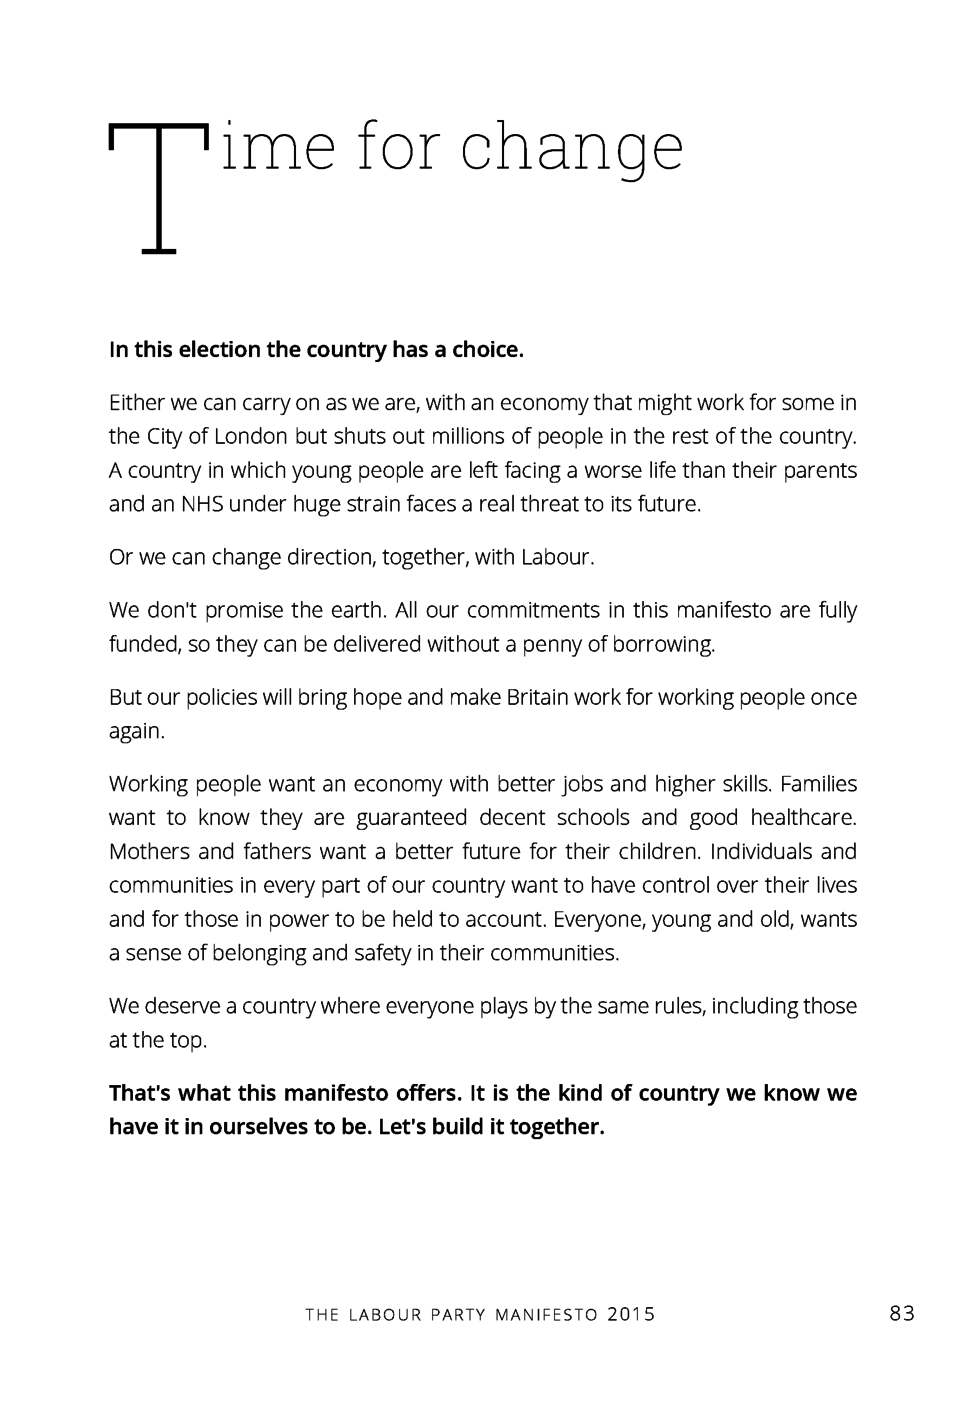 Time for change
In this election the country has a choice.
Either we can carry on as we are, with an economy that might work for some in
the City of London but shuts out millions of people in the rest of the country.
A country in which young people are left facing a worse life than their parents
and an NHS under huge strain faces a real threat to its future.
Or we can change direction, together, with Labour.
We don't promise the earth. All our commitments in this manifesto are fully
funded, so they can be delivered without a penny of borrowing.
But our policies will bring hope and make Britain work for working people once
again.
Working people want an economy with better jobs and higher skills. Families
want to know they are guaranteed decent schools and good healthcare.
Mothers and fathers want a better future for their children. Individuals and
communities in every part of our country want to have control over their lives
and for those in power to be held to account. Everyone, young and old, wants
a sense of belonging and safety in their communities.
We deserve a country where everyone plays by the same rules, including those
at the top.
That's what this manifesto offers. It is the kind of country we know we
have it in ourselves to be. Let's build it together.
THE LABOUR PARTY MANIFESTO 2015 83